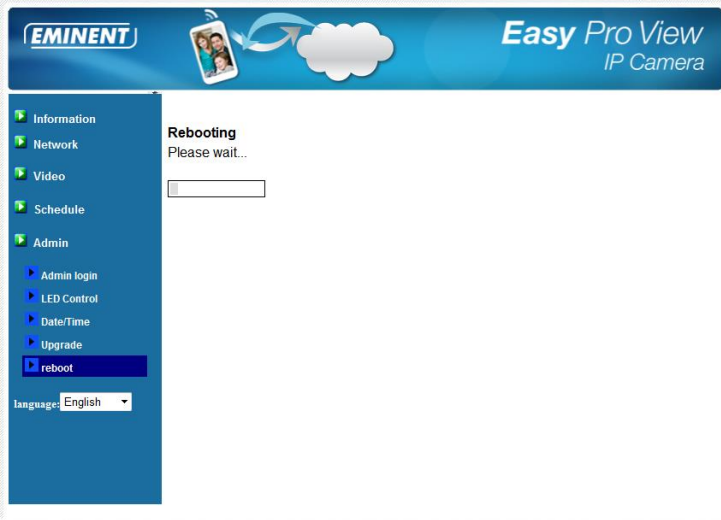 EMINENT
Easy Pro View
IP Camera
Information
Network
Video
Schedule
Admin
Admin login
LED Control
Date/Time
Upgrade
reboot
language: English
Rebooting
Please wait...